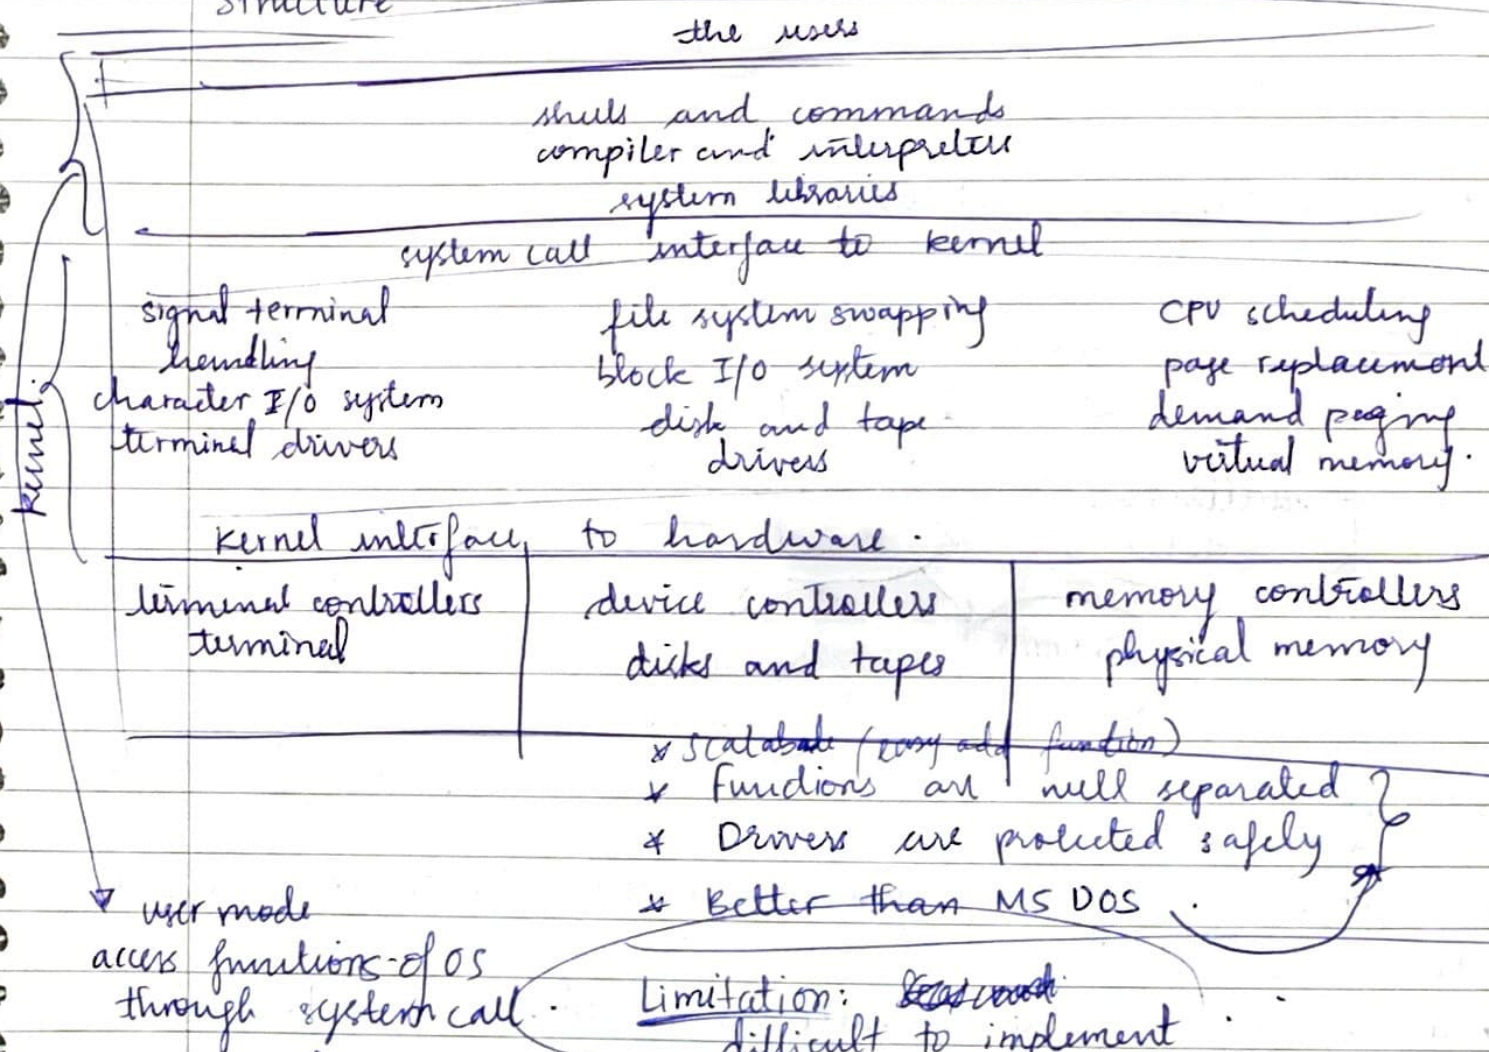 structure
the users
shells and commands
compiler and interpreter
system libraries
system call interface to kernel
signal terminal
handling
character I/O system
terminal drivers
file system swapping
block I/O system
disk and tape
drivers
CPU scheduling
page replacement
demand paging
virtual memory.
kernel.
kernel interface to hardware.
terminal controllers
terminal
device controllers
disks and tapes
memory controllers
physical memory
* scalabale (easy add function)
* Functions are well separated
* Drivers are protected safely
* Better than MS DOS.
user mode
access functions of OS
through system call.
Limitation:
difficult to implement